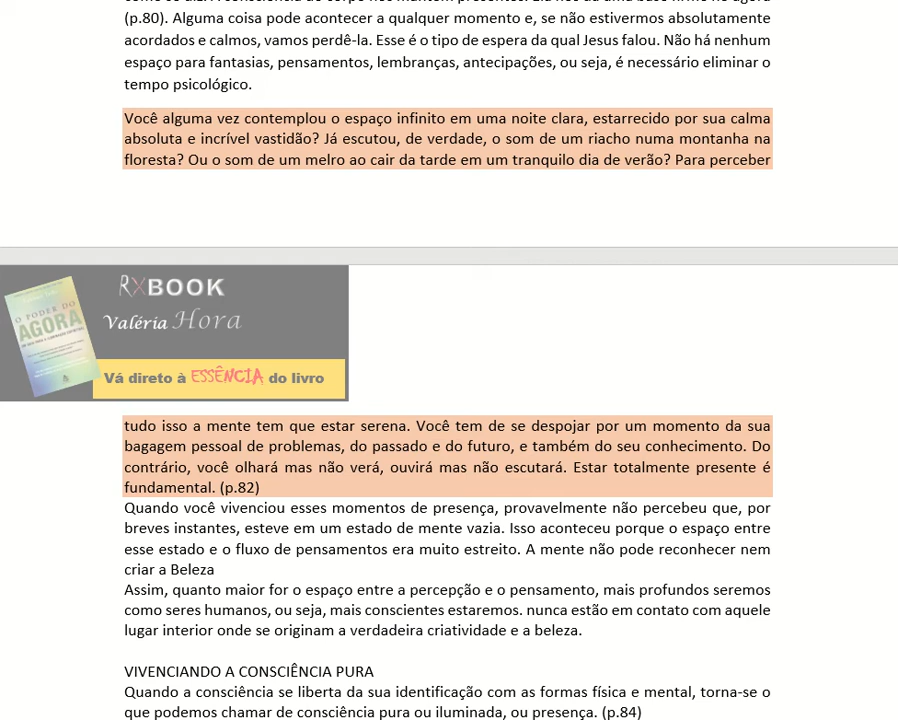 (p.80). Alguma coisa pode acontecer a qualquer momento e, se não estivermos absolutamente
acordados e calmos, vamos perdê-la. Esse é o tipo de espera da qual Jesus falou. Não há nenhum
espaço para fantasias, pensamentos, lembranças, antecipações, ou seja, é necessário eliminar o
tempo psicológico.
Você alguma vez contemplou o espaço infinito em uma noite clara, estarrecido por sua calma
absoluta e incrível vastidão? Já escutou, de verdade, o som de um riacho numa montanha na
floresta? Ou o som de um melro ao cair da tarde em um tranquilo dia de verão? Para perceber
RXBOOK
Valéria Hora
O PODER DO
AGORA
Vá direto à ESSÊNCIA do livro
tudo isso a mente tem que estar serena. Você tem de se despojar por um momento da sua
bagagem pessoal de problemas, do passado e do futuro, e também do seu conhecimento. Do
contrário, você olhará mas não verá, ouvirá mas não escutará. Estar totalmente presente é
fundamental. (p.82)
Quando você vivenciou esses momentos de presença, provavelmente não percebeu que, por
breves instantes, esteve em um estado de mente vazia. Isso aconteceu porque o espaço entre
esse estado e o fluxo de pensamentos era muito estreito. A mente não pode reconhecer nem
criar a Beleza
Assim, quanto maior for o espaço entre a percepção e o pensamento, mais profundos seremos
como seres humanos, ou seja, mais conscientes estaremos. nunca estão em contato com aquele
lugar interior onde se originam a verdadeira criatividade e a beleza.
VIVENCIANDO A CONSCIÊNCIA PURA
Quando a consciência se liberta da sua identificação com as formas física e mental, torna-se o
que podemos chamar de consciência pura ou iluminada, ou presença. (p.84)